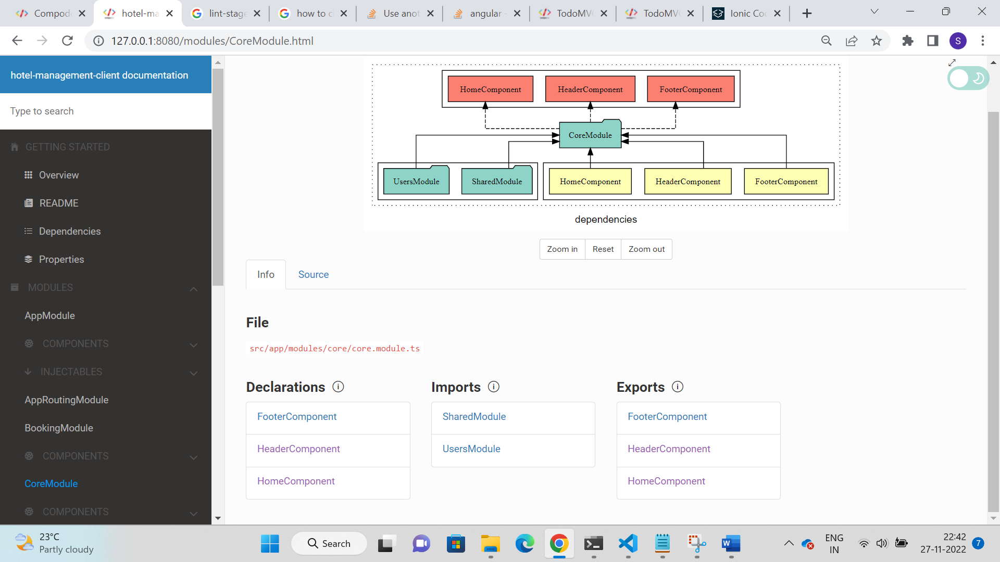 Compod
hotel-ma
lint-stage
how to c
Use anot
angular -
TodoMV
TodoMV
Ionic Coc
127.0.0.1:8080/modules/CoreModule.html
S
hotel-management-client documentation
Type to search
GETTING STARTED
Overview
README
Dependencies
Properties
MODULES
AppModule
COMPONENTS
INJECTABLES
AppRoutingModule
BookingModule
COMPONENTS
CoreModule
COMPONENTS
HomeComponent
HeaderComponent
FooterComponent
CoreModule
UsersModule
SharedModule
HomeComponent
HeaderComponent
FooterComponent
dependencies
Zoom in
Reset
Zoom out
Info
Source
File
src/app/modules/core/core.module.ts
Declarations
FooterComponent
HeaderComponent
HomeComponent
Imports
SharedModule
UsersModule
Exports
FooterComponent
HeaderComponent
HomeComponent
23°C
Partly cloudy
Search
ENG
IN
22:42
27-11-2022
7